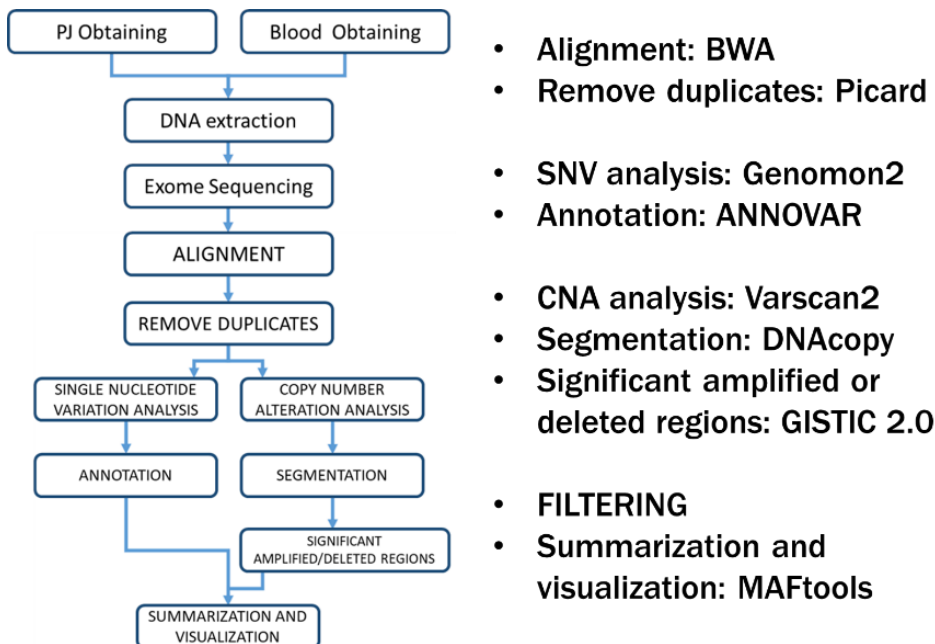 PJ Obtaining
Blood Obtaining
DNA extraction
Exome Sequencing
ALIGNMENT
REMOVE DUPLICATES
SINGLE NUCLEOTIDE
VARIATION ANALYSIS
COPY NUMBER
ALTERATION ANALYSIS
ANNOTATION
SEGMENTATION
SIGNIFICANT
AMPLIFIED/DELETED REGIONS
SUMMARIZATION AND
VISUALIZATION
• Alignment: BWA
• Remove duplicates: Picard
• SNV analysis: Genomon2
• Annotation: ANNOVAR
• CNA analysis: Varscan2
• Segmentation: DNAcopy
• Significant amplified or
deleted regions: GISTIC 2.0
• FILTERING
• Summarization and
visualization: MAFtools